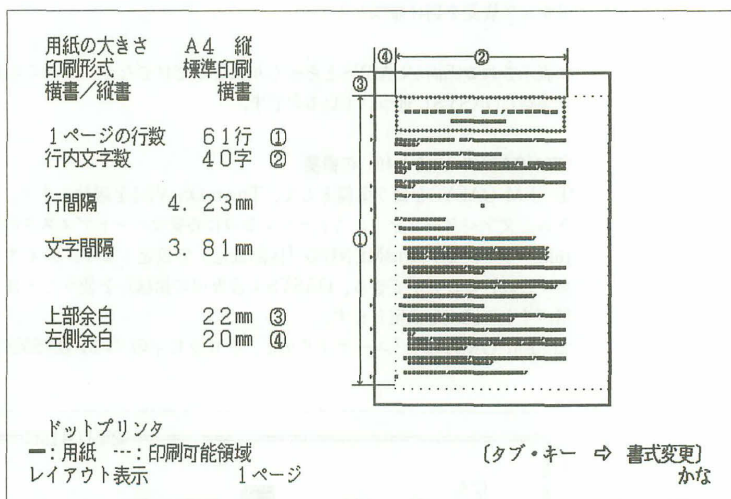 用紙の大きさ A4 縦
印刷形式 標準印刷
横書／縦書 横書
1ページの行数 61行 ①
行内文字数 40字 ②
行間隔 4.23mm
文字間隔 3.81mm
上部余白 22mm ③
左側余白 20mm ④
④ ②
③
①
ドットプリンタ
━：用紙 …：印刷可能領域
[タブ・キー ⇨ 書式変更]
レイアウト表示 1ページ かな